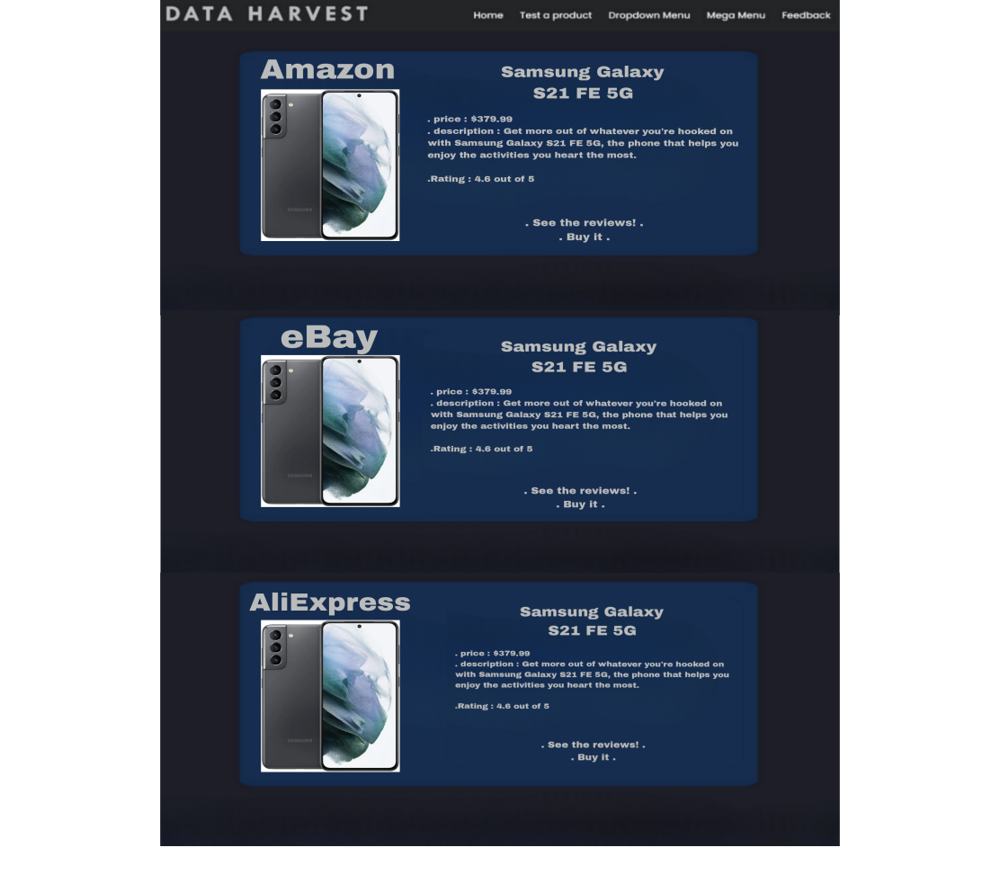 DATA HARVEST
Home Test a product Dropdown Menu Mega Menu Feedback
Amazon
Samsung Galaxy
S21 FE 5G
. price : $379.99
. description : Get more out of whatever you're hooked on
with Samsung Galaxy S21 FE 5G, the phone that helps you
enjoy the activities you heart the most.
.Rating : 4.6 out of 5
. See the reviews! .
. Buy it .
SAMSUNG
eBay
Samsung Galaxy
S21 FE 5G
. price : $379.99
. description : Get more out of whatever you're hooked on
with Samsung Galaxy S21 FE 5G, the phone that helps you
enjoy the activities you heart the most.
.Rating : 4.6 out of 5
. See the reviews! .
. Buy it .
SAMSUNG
AliExpress
Samsung Galaxy
S21 FE 5G
. price : $379.99
. description : Get more out of whatever you're hooked on
with Samsung Galaxy S21 FE 5G, the phone that helps you
enjoy the activities you heart the most.
.Rating : 4.6 out of 5
. See the reviews! .
. Buy it .
SAMSUNG